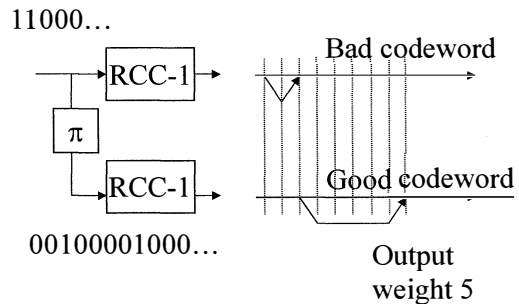 11000…
RCC-1
Bad codeword
π
RCC-1
Good codeword
00100001000…
Output
weight 5